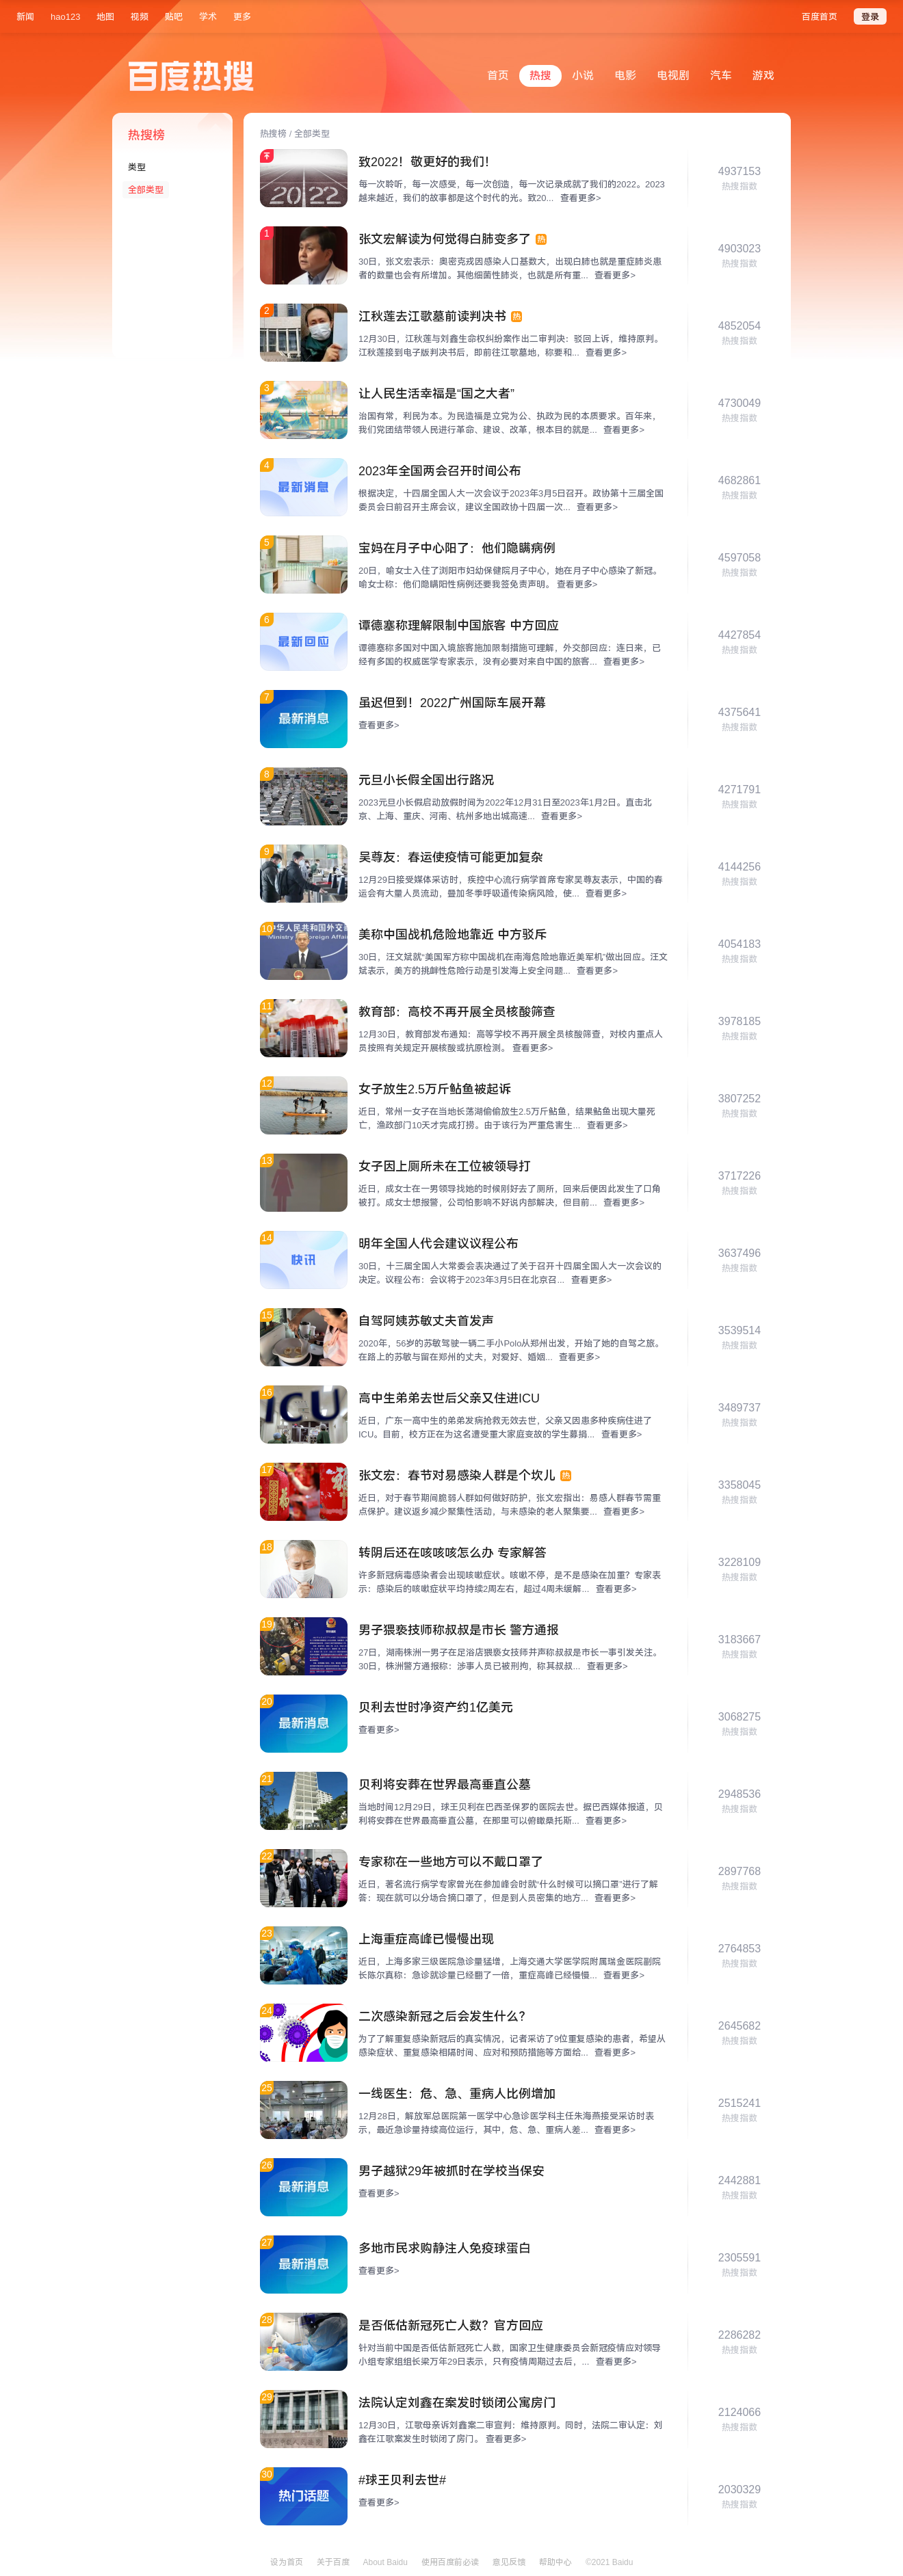 新闻 hao123 地图 视频 贴吧 学术 更多 百度首页 登录
百度热搜
首页 热搜 小说 电影 电视剧 汽车 游戏
热搜榜
类型
全部类型
热搜榜 / 全部类型
2022
致2022！敬更好的我们！
每一次聆听，每一次感受，每一次创造，每一次记录成就了我们的2022。2023
越来越近，我们的故事都是这个时代的光。致20... 查看更多>
4937153
热搜指数
1
张文宏解读为何觉得白肺变多了 热
30日，张文宏表示：奥密克戎因感染人口基数大，出现白肺也就是重症肺炎患
者的数量也会有所增加。其他细菌性肺炎，也就是所有重... 查看更多>
4903023
热搜指数
2
江秋莲去江歌墓前读判决书 热
12月30日，江秋莲与刘鑫生命权纠纷案作出二审判决：驳回上诉，维持原判。
江秋莲接到电子版判决书后，即前往江歌墓地，称要和... 查看更多>
4852054
热搜指数
3
让人民生活幸福是“国之大者”
治国有常，利民为本。为民造福是立党为公、执政为民的本质要求。百年来，
我们党团结带领人民进行革命、建设、改革，根本目的就是... 查看更多>
4730049
热搜指数
4
最新消息
2023年全国两会召开时间公布
根据决定，十四届全国人大一次会议于2023年3月5日召开。政协第十三届全国
委员会日前召开主席会议，建议全国政协十四届一次... 查看更多>
4682861
热搜指数
5
宝妈在月子中心阳了：他们隐瞒病例
20日，喻女士入住了浏阳市妇幼保健院月子中心，她在月子中心感染了新冠。
喻女士称：他们隐瞒阳性病例还要我签免责声明。 查看更多>
4597058
热搜指数
6
最新回应
谭德塞称理解限制中国旅客 中方回应
谭德塞称多国对中国入境旅客施加限制措施可理解，外交部回应：连日来，已
经有多国的权威医学专家表示，没有必要对来自中国的旅客... 查看更多>
4427854
热搜指数
7
最新消息
虽迟但到！2022广州国际车展开幕
查看更多>
4375641
热搜指数
8
元旦小长假全国出行路况
2023元旦小长假启动放假时间为2022年12月31日至2023年1月2日。直击北
京、上海、重庆、河南、杭州多地出城高速... 查看更多>
4271791
热搜指数
9
吴尊友：春运使疫情可能更加复杂
12月29日接受媒体采访时，疾控中心流行病学首席专家吴尊友表示，中国的春
运会有大量人员流动，叠加冬季呼吸道传染病风险，使... 查看更多>
4144256
热搜指数
10
美称中国战机危险地靠近 中方驳斥
30日，汪文斌就“美国军方称中国战机在南海危险地靠近美军机”做出回应。汪文
斌表示，美方的挑衅性危险行动是引发海上安全问题... 查看更多>
4054183
热搜指数
11
教育部：高校不再开展全员核酸筛查
12月30日，教育部发布通知：高等学校不再开展全员核酸筛查，对校内重点人
员按照有关规定开展核酸或抗原检测。 查看更多>
3978185
热搜指数
12
女子放生2.5万斤鲇鱼被起诉
近日，常州一女子在当地长荡湖偷偷放生2.5万斤鲇鱼，结果鲇鱼出现大量死
亡，渔政部门10天才完成打捞。由于该行为严重危害生... 查看更多>
3807252
热搜指数
13
女子因上厕所未在工位被领导打
近日，成女士在一男领导找她的时候刚好去了厕所，回来后便因此发生了口角
被打。成女士想报警，公司怕影响不好说内部解决，但目前... 查看更多>
3717226
热搜指数
14
快讯
明年全国人代会建议议程公布
30日，十三届全国人大常委会表决通过了关于召开十四届全国人大一次会议的
决定。议程公布：会议将于2023年3月5日在北京召... 查看更多>
3637496
热搜指数
15
自驾阿姨苏敏丈夫首发声
2020年，56岁的苏敏驾驶一辆二手小Polo从郑州出发，开始了她的自驾之旅。
在路上的苏敏与留在郑州的丈夫，对爱好、婚姻... 查看更多>
3539514
热搜指数
16
ICU
高中生弟弟去世后父亲又住进ICU
近日，广东一高中生的弟弟发病抢救无效去世，父亲又因患多种疾病住进了
ICU。目前，校方正在为这名遭受重大家庭变故的学生募捐... 查看更多>
3489737
热搜指数
17
张文宏：春节对易感染人群是个坎儿 热
近日，对于春节期间脆弱人群如何做好防护，张文宏指出：易感人群春节需重
点保护。建议返乡减少聚集性活动，与未感染的老人聚集要... 查看更多>
3358045
热搜指数
18
转阴后还在咳咳咳怎么办 专家解答
许多新冠病毒感染者会出现咳嗽症状。咳嗽不停，是不是感染在加重？专家表
示：感染后的咳嗽症状平均持续2周左右，超过4周未缓解... 查看更多>
3228109
热搜指数
19
男子猥亵技师称叔叔是市长 警方通报
27日，湖南株洲一男子在足浴店猥亵女技师并声称叔叔是市长一事引发关注。
30日，株洲警方通报称：涉事人员已被刑拘，称其叔叔... 查看更多>
3183667
热搜指数
20
最新消息
贝利去世时净资产约1亿美元
查看更多>
3068275
热搜指数
21
贝利将安葬在世界最高垂直公墓
当地时间12月29日，球王贝利在巴西圣保罗的医院去世。据巴西媒体报道，贝
利将安葬在世界最高垂直公墓，在那里可以俯瞰桑托斯... 查看更多>
2948536
热搜指数
22
专家称在一些地方可以不戴口罩了
近日，著名流行病学专家曾光在参加峰会时就“什么时候可以摘口罩”进行了解
答：现在就可以分场合摘口罩了，但是到人员密集的地方... 查看更多>
2897768
热搜指数
23
上海重症高峰已慢慢出现
近日，上海多家三级医院急诊量猛增，上海交通大学医学院附属瑞金医院副院
长陈尔真称：急诊就诊量已经翻了一倍，重症高峰已经慢慢... 查看更多>
2764853
热搜指数
24
二次感染新冠之后会发生什么？
为了了解重复感染新冠后的真实情况，记者采访了9位重复感染的患者，希望从
感染症状、重复感染相隔时间、应对和预防措施等方面给... 查看更多>
2645682
热搜指数
25
一线医生：危、急、重病人比例增加
12月28日，解放军总医院第一医学中心急诊医学科主任朱海燕接受采访时表
示，最近急诊量持续高位运行，其中，危、急、重病人差... 查看更多>
2515241
热搜指数
26
最新消息
男子越狱29年被抓时在学校当保安
查看更多>
2442881
热搜指数
27
最新消息
多地市民求购静注人免疫球蛋白
查看更多>
2305591
热搜指数
28
是否低估新冠死亡人数？官方回应
针对当前中国是否低估新冠死亡人数，国家卫生健康委员会新冠疫情应对领导
小组专家组组长梁万年29日表示，只有疫情周期过去后，... 查看更多>
2286282
热搜指数
29
法院认定刘鑫在案发时锁闭公寓房门
12月30日，江歌母亲诉刘鑫案二审宣判：维持原判。同时，法院二审认定：刘
鑫在江歌案发生时锁闭了房门。 查看更多>
2124066
热搜指数
30
热门话题
#球王贝利去世#
查看更多>
2030329
热搜指数
设为首页 关于百度 About Baidu 使用百度前必读 意见反馈 帮助中心 ©2021 Baidu